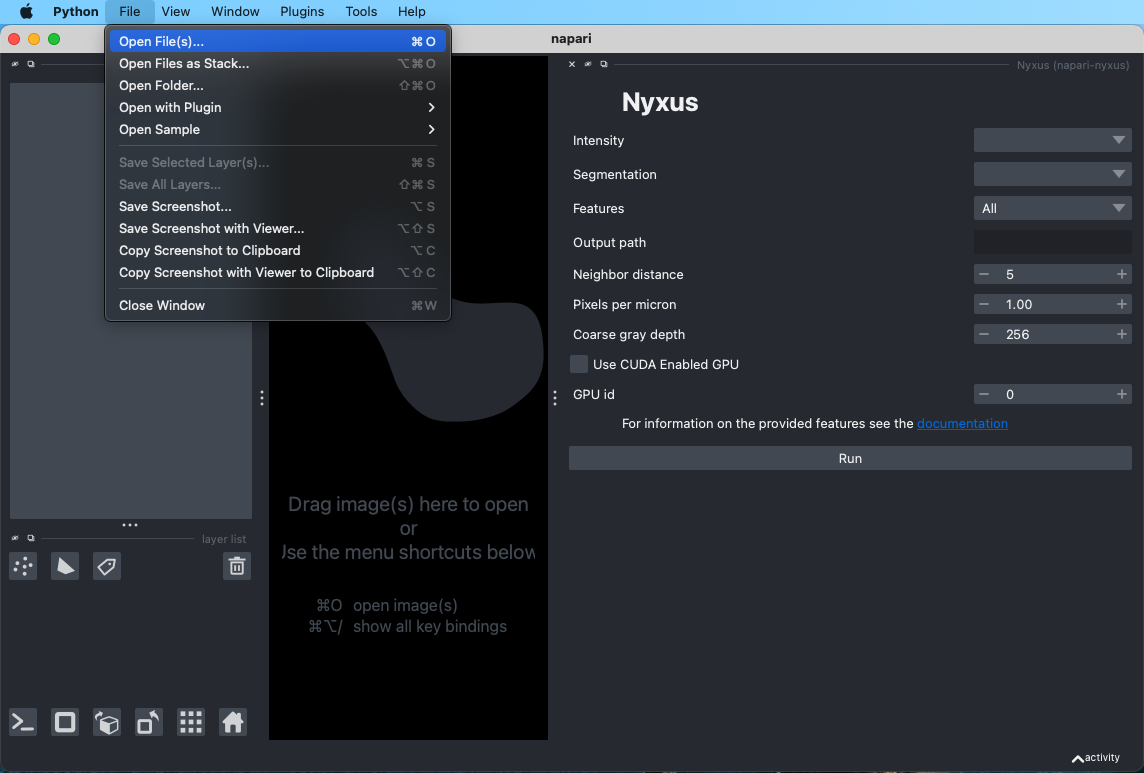 Python File View Window Plugins Tools Help
napari
Open File(s)... ⌘ O
Open Files as Stack... ⌥⌘ O
Open Folder... ⇧⌘ O
Open with Plugin
Open Sample
Save Selected Layer(s)... ⌘ S
Save All Layers... ⇧⌘ S
Save Screenshot... ⌥ S
Save Screenshot with Viewer... ⌥⇧ S
Copy Screenshot to Clipboard ⌥ C
Copy Screenshot with Viewer to Clipboard ⌥⇧ C
Close Window ⌘ W
layer list
Drag image(s) here to open
or
Use the menu shortcuts below
⌘O open image(s)
⌘⌥/ show all key bindings
Nyxus (napari-nyxus)
Nyxus
Intensity
Segmentation
Features All
Output path
Neighbor distance − 5 +
Pixels per micron − 1.00 +
Coarse gray depth − 256 +
Use CUDA Enabled GPU
GPU id − 0 +
For information on the provided features see the documentation
Run
activity